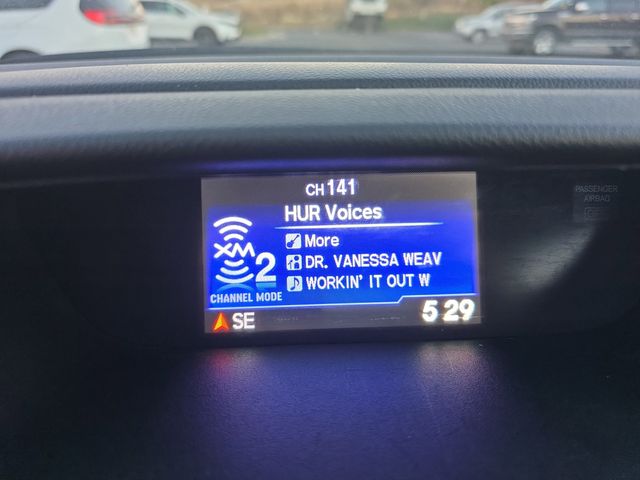 CH 141
HUR Voices
More
DR. VANESSA WEAV
WORKIN' IT OUT W
XM 2
CHANNEL MODE
SE
5 29
PASSENGER
AIRBAG